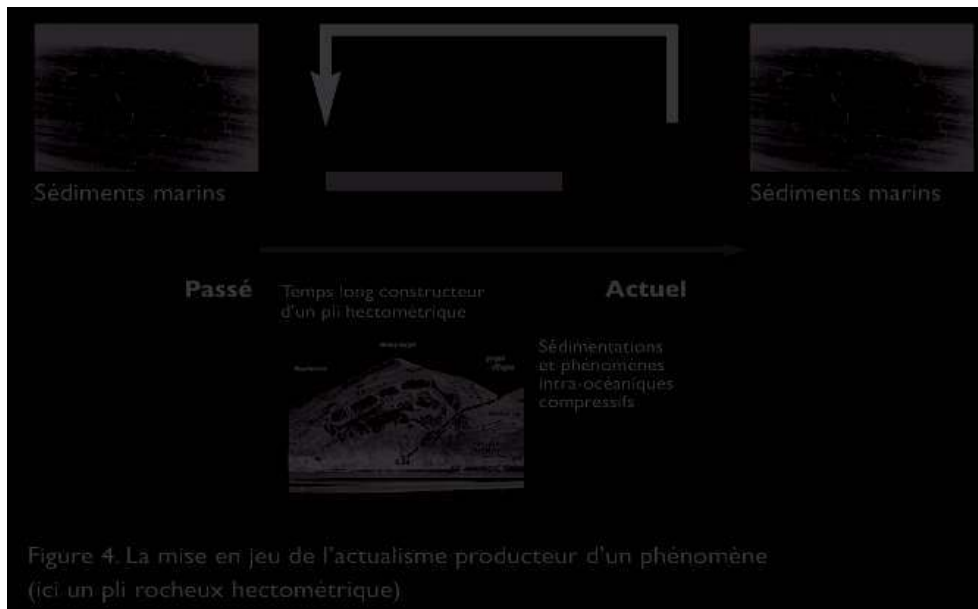 Sédiments marins
Sédiments marins
Passé
Temps long constructeur
d'un pli hectométrique
Actuel
Sédimentations
et phénomènes
intra-océaniques
compressifs
Figure 4. La mise en jeu de l'actualisme producteur d'un phénomène
(ici un pli rocheux hectométrique)